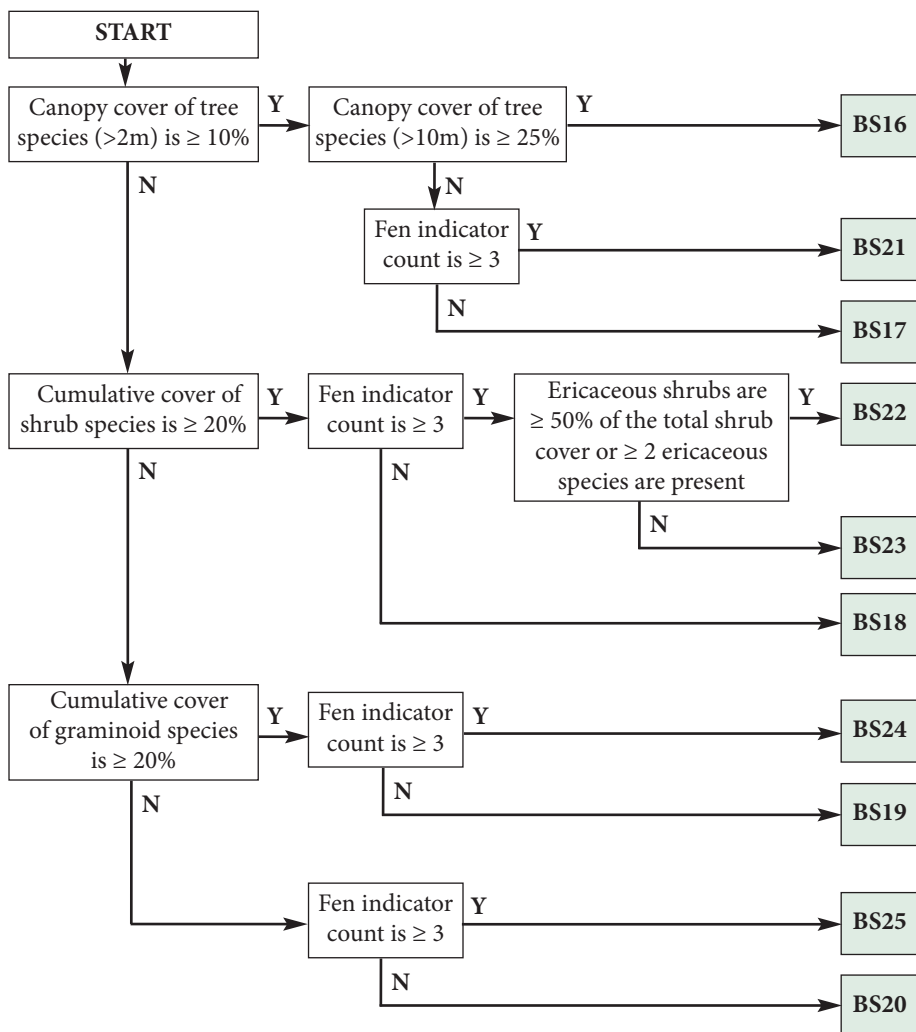 START
Canopy cover of tree
species (>2m) is ≥ 10%
Y
Canopy cover of tree
species (>10m) is ≥ 25%
Y
BS16
N
N
Fen indicator
count is ≥ 3
Y
BS21
N
BS17
Cumulative cover of
shrub species is ≥ 20%
Y
Fen indicator
count is ≥ 3
Y
Ericaceous shrubs are
≥ 50% of the total shrub
cover or ≥ 2 ericaceous
species are present
Y
BS22
N
N
N
BS23
BS18
Cumulative cover
of graminoid species
is ≥ 20%
Y
Fen indicator
count is ≥ 3
Y
BS24
N
N
BS19
Fen indicator
count is ≥ 3
Y
BS25
N
BS20